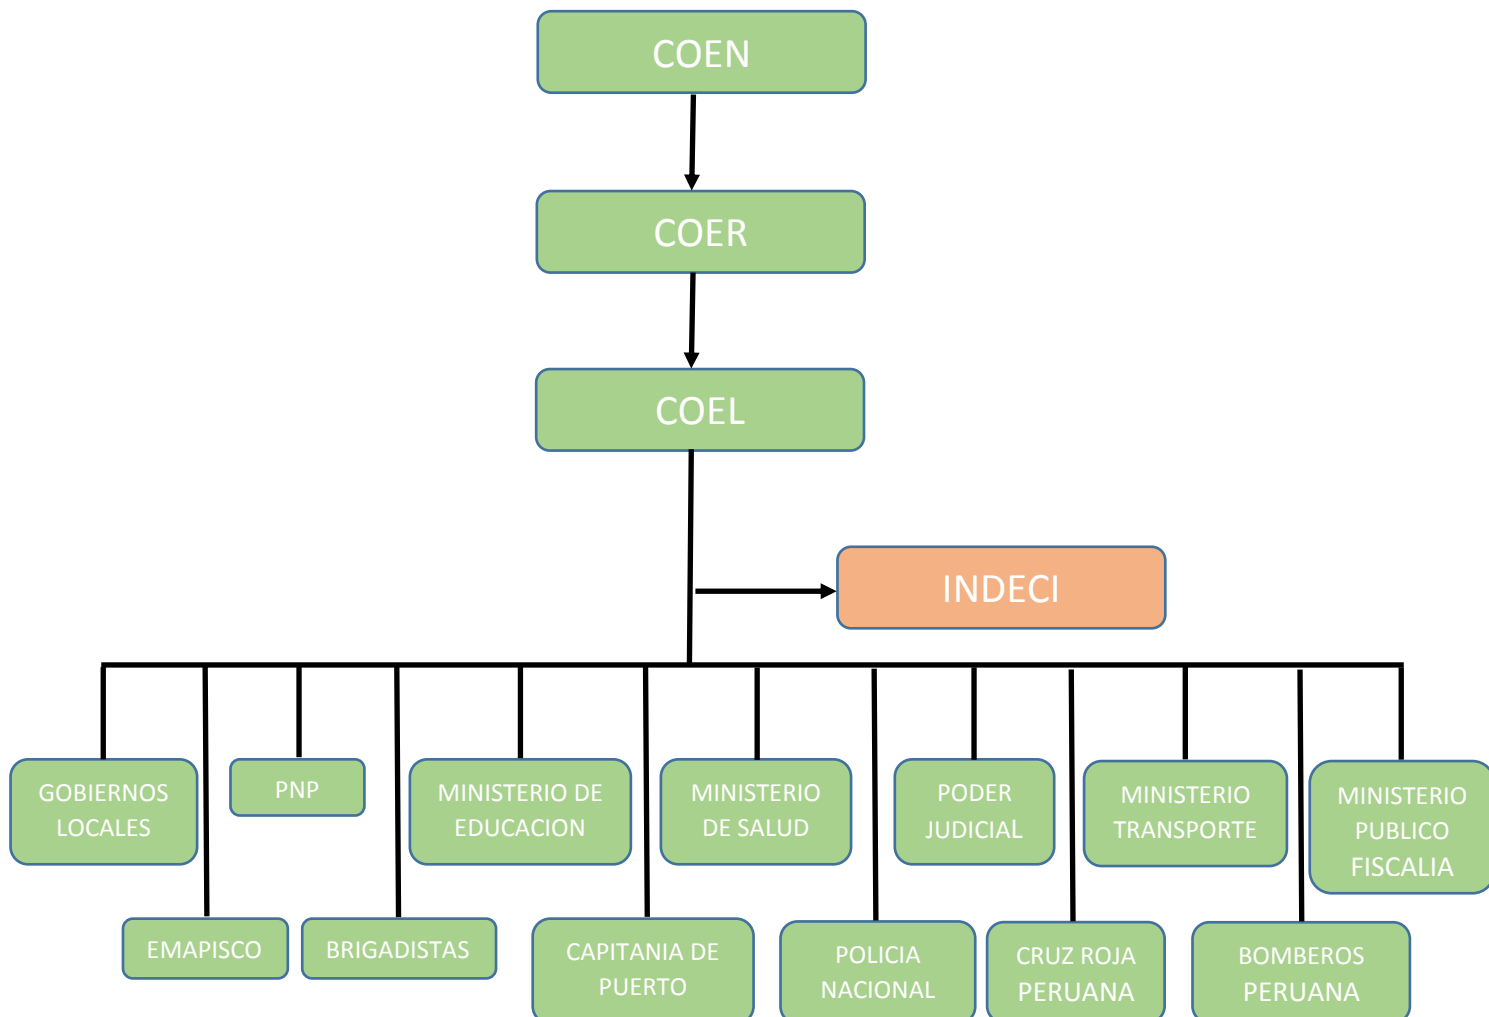 COEN
COER
COEL
INDECI
GOBIERNOS
LOCALES
PNP
MINISTERIO DE
EDUCACION
MINISTERIO
DE SALUD
PODER
JUDICIAL
MINISTERIO
TRANSPORTE
MINISTERIO
PUBLICO
FISCALIA
EMAPISCO
BRIGADISTAS
CAPITANIA DE
PUERTO
POLICIA
NACIONAL
CRUZ ROJA
PERUANA
BOMBEROS
PERUANA